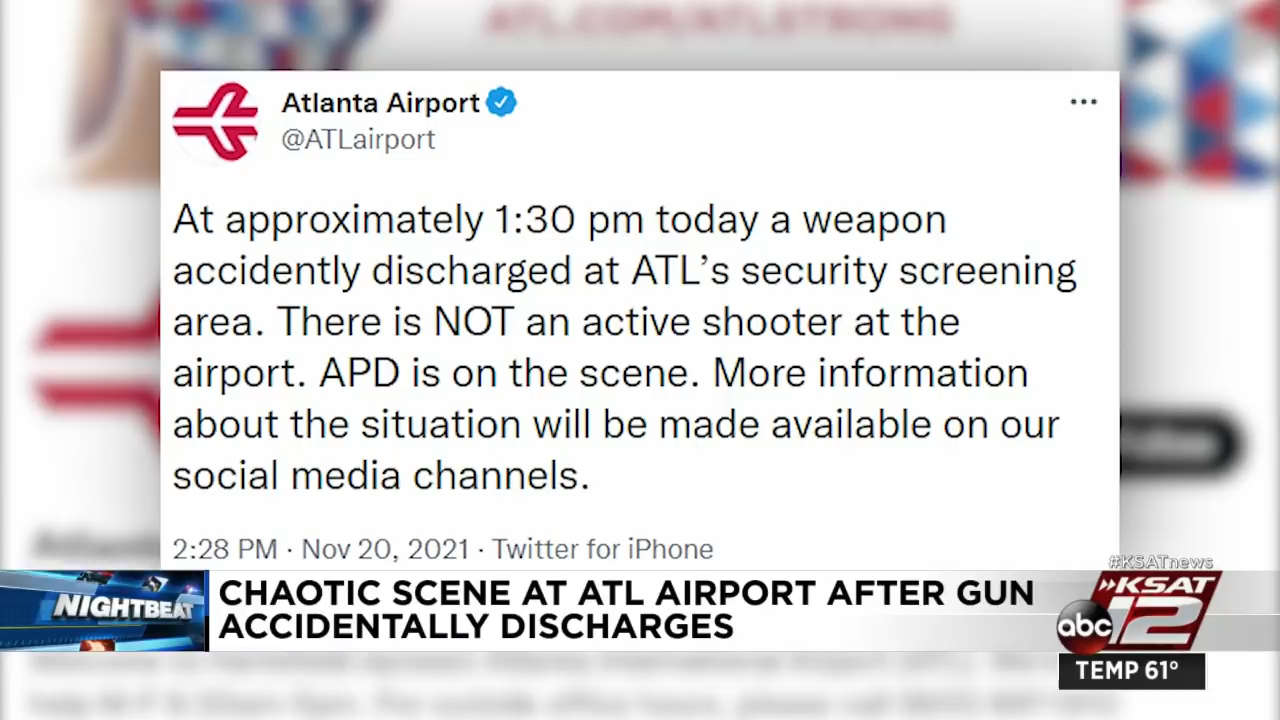 ATL.COM/ATLSTRONG
Atlanta Airport
@ATLairport
At approximately 1:30 pm today a weapon
accidently discharged at ATL's security screening
area. There is NOT an active shooter at the
airport. APD is on the scene. More information
about the situation will be made available on our
social media channels.
2:28 PM · Nov 20, 2021 · Twitter for iPhone
#KSATnews
NIGHTBEAT
CHAOTIC SCENE AT ATL AIRPORT AFTER GUN
ACCIDENTALLY DISCHARGES
KSAT
abc 12
TEMP 61°